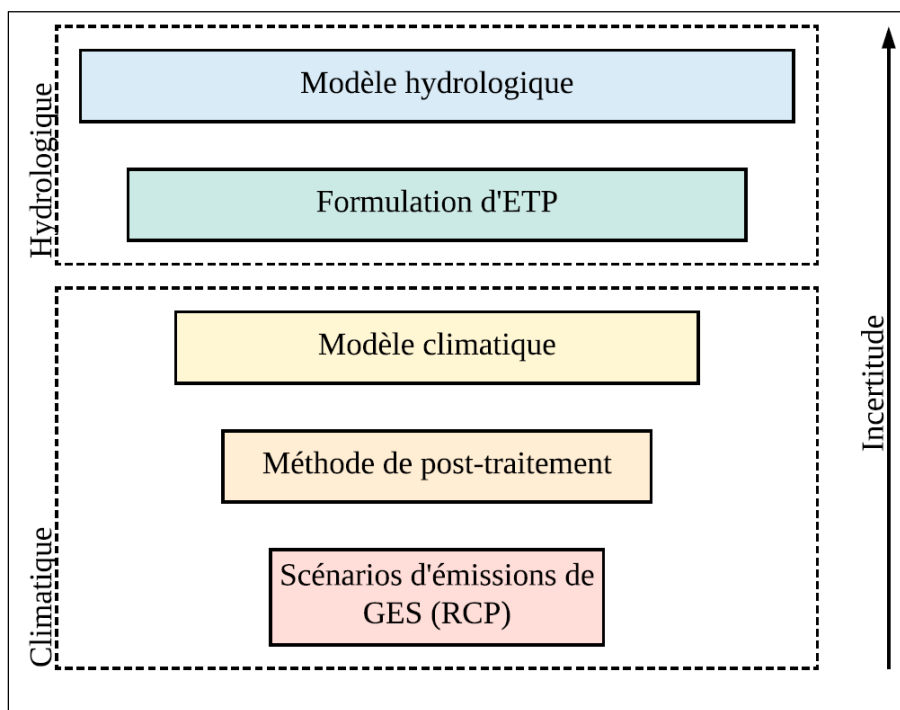 Hydrologique
Modèle hydrologique
Formulation d'ETP
Climatique
Modèle climatique
Méthode de post-traitement
Scénarios d'émissions de
GES (RCP)
Incertitude